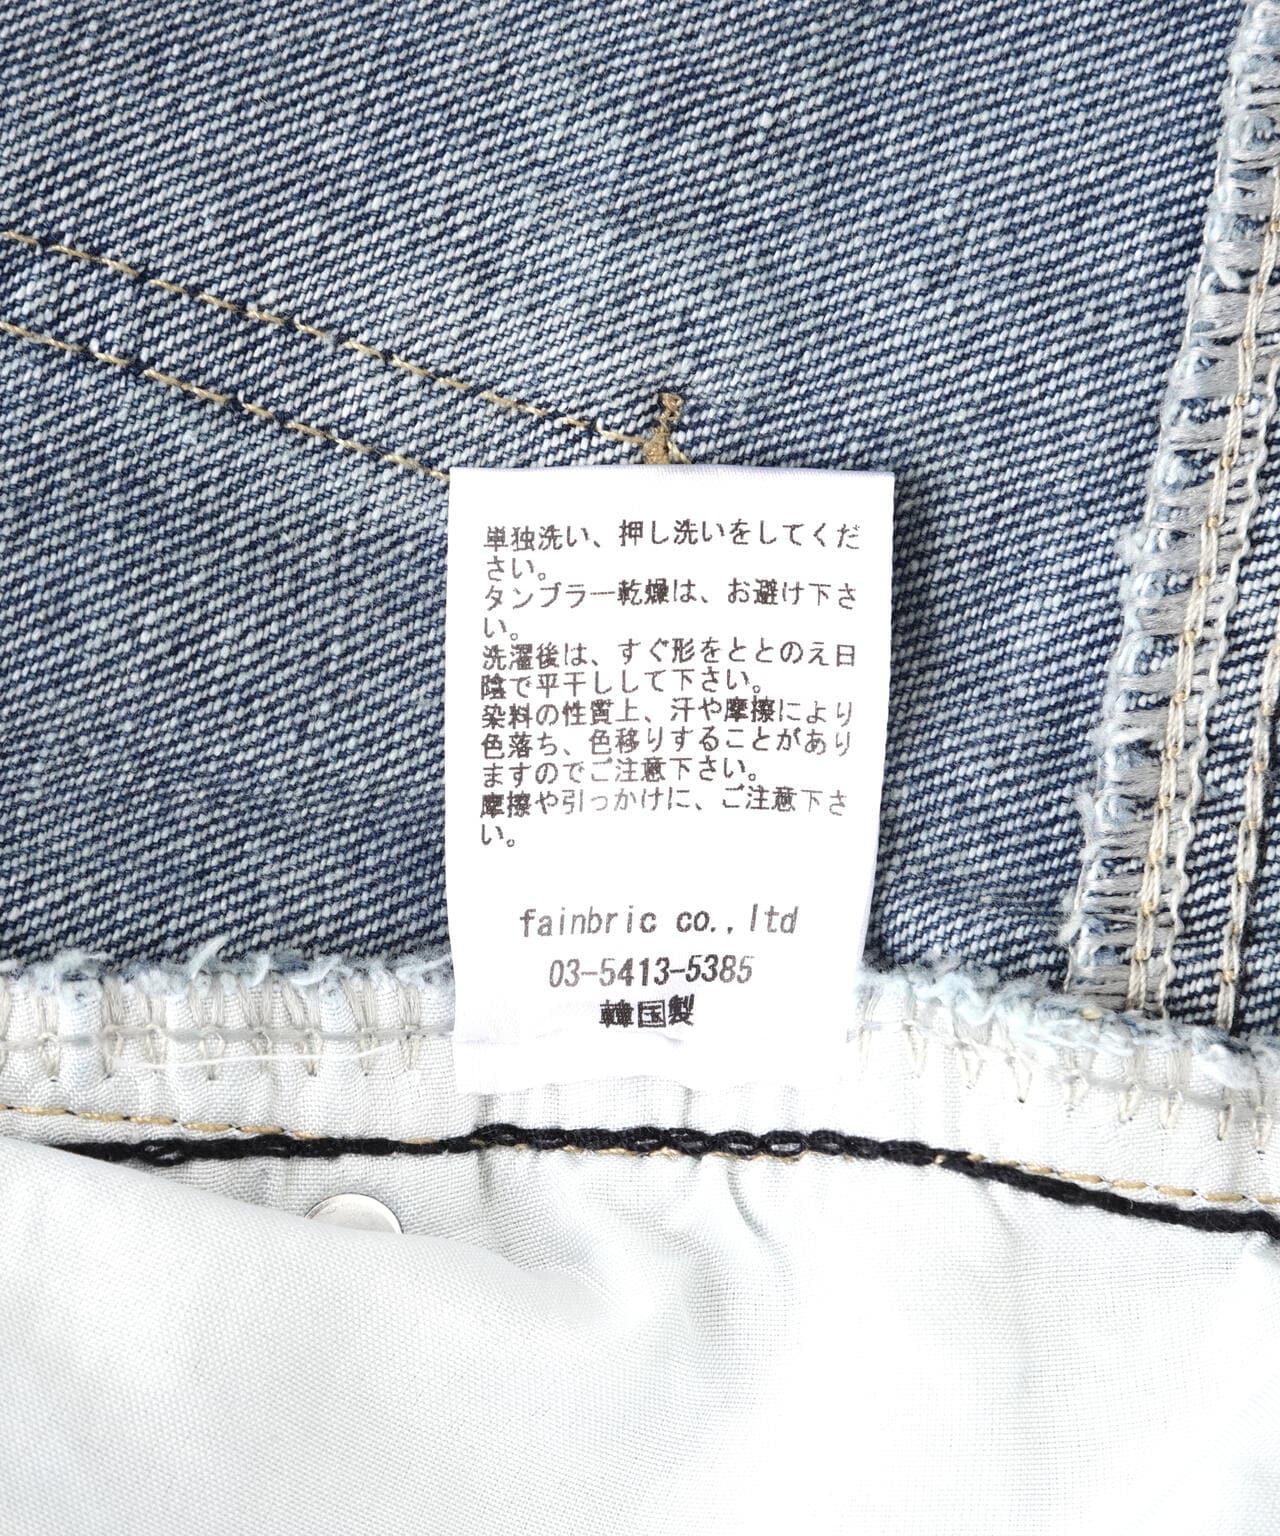 単独洗い、押し洗いをしてくだ
さい。
タンブラー乾燥は、お避け下さ
い。
洗濯後は、すぐ形をととのえ日
陰で平干しして下さい。
染料の性質上、汗や摩擦により
色落ち、色移りすることがあり
ますのでご注意下さい。
摩擦や引っかけに、ご注意下さ
い。
fainbric co.,ltd
03-5413-5385
韓国製